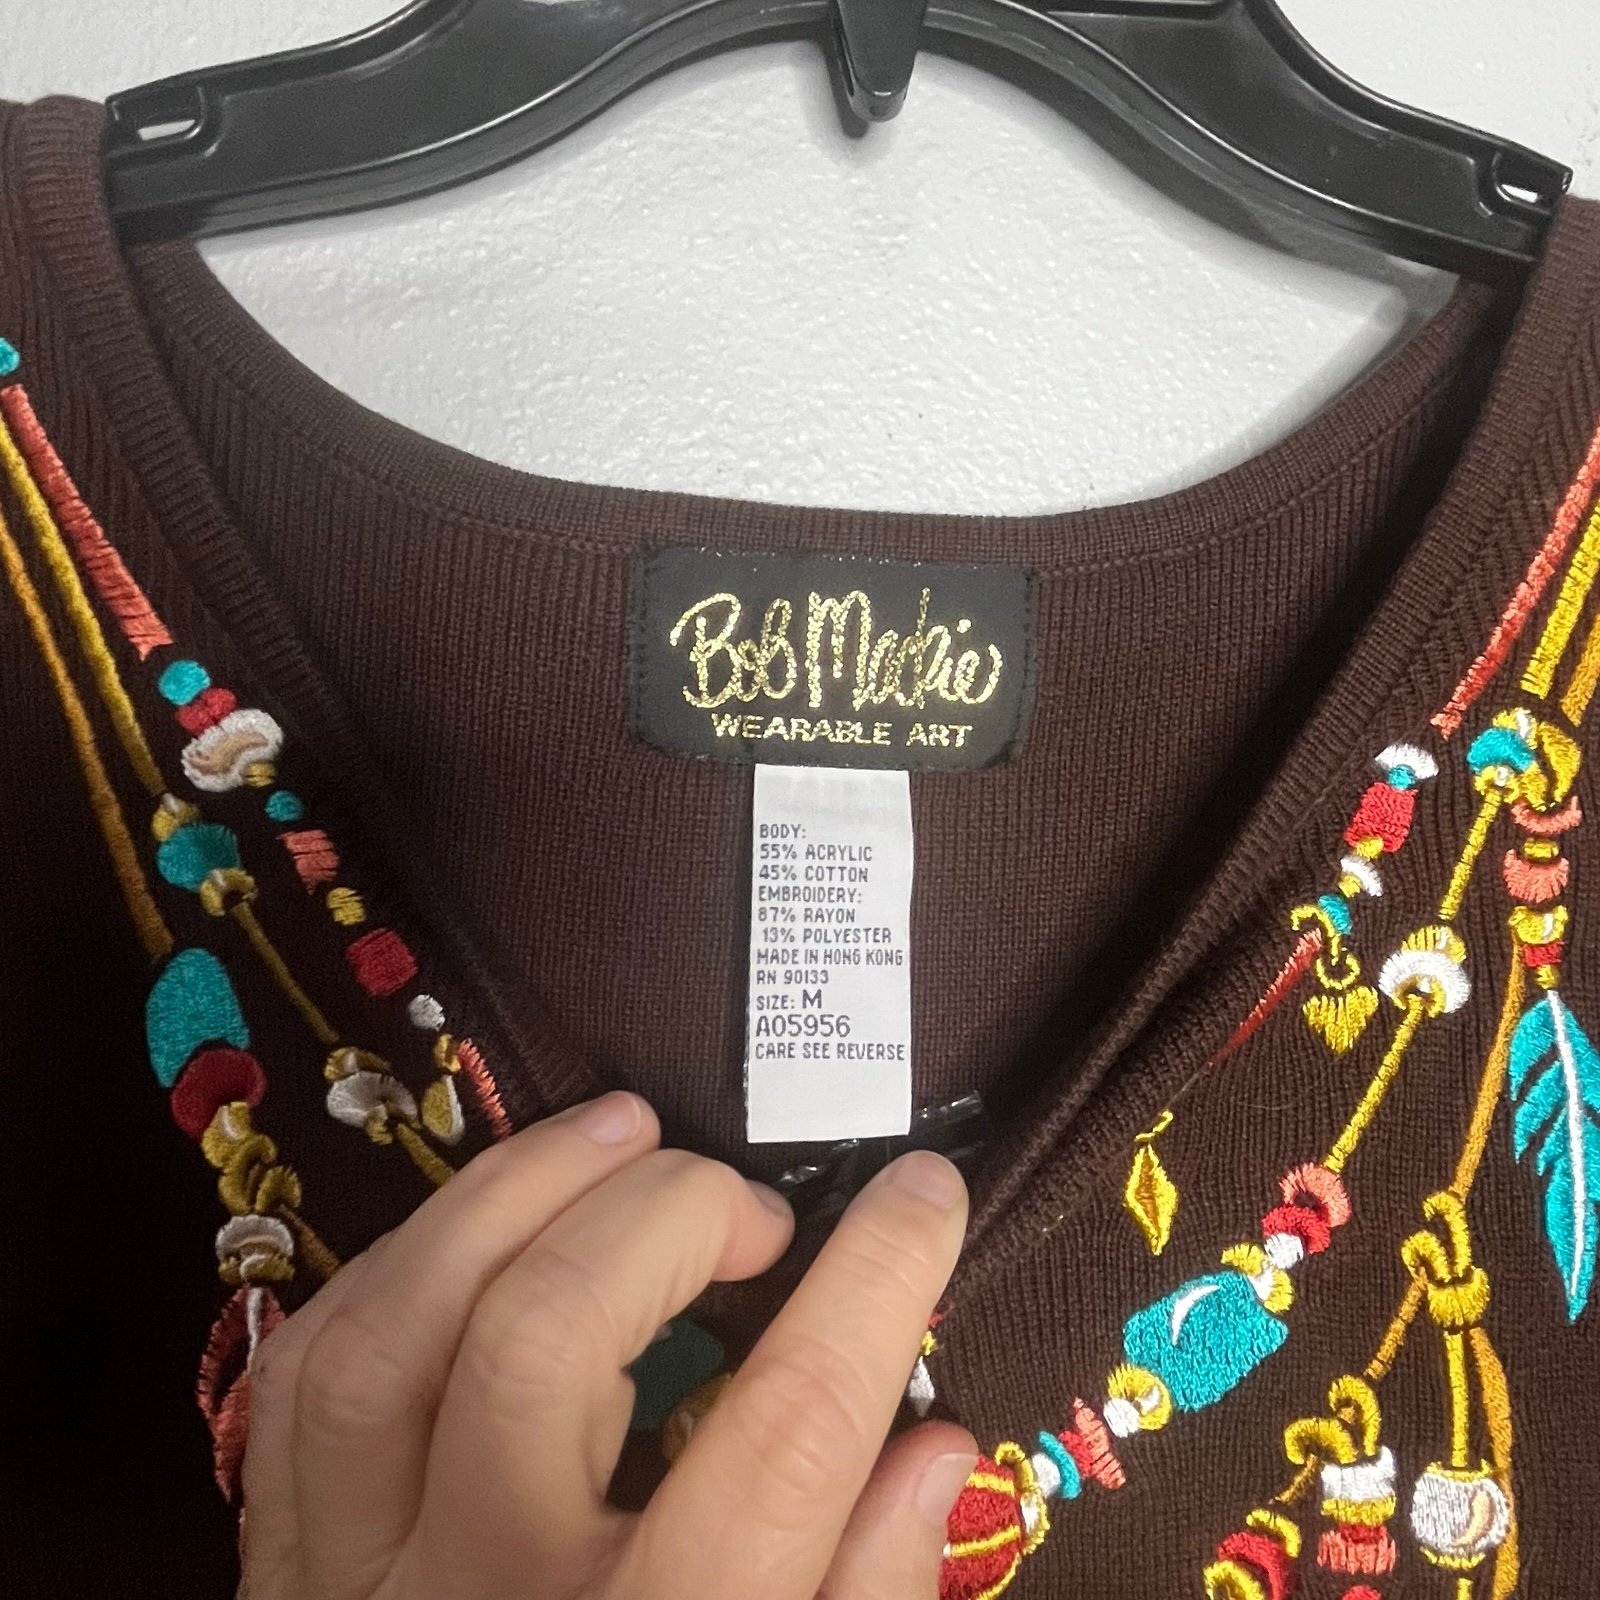 Bob Mackie
WEARABLE ART
BODY:
55% ACRYLIC
45% COTTON
EMBROIDERY:
87% RAYON
13% POLYESTER
MADE IN HONG KONG
RN 90133
SIZE: M
A05956
CARE SEE REVERSE